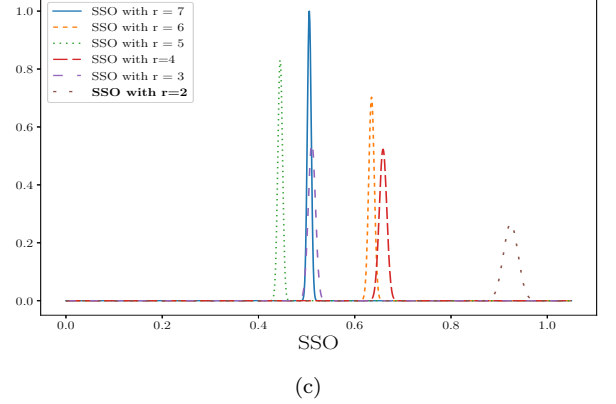 SSO with r = 7
SSO with r = 6
SSO with r = 5
SSO with r=4
SSO with r = 3
SSO with r=2
1.0
0.8
0.6
0.4
0.2
0.0
0.0 0.2 0.4 0.6 0.8 1.0
SSO
(c)